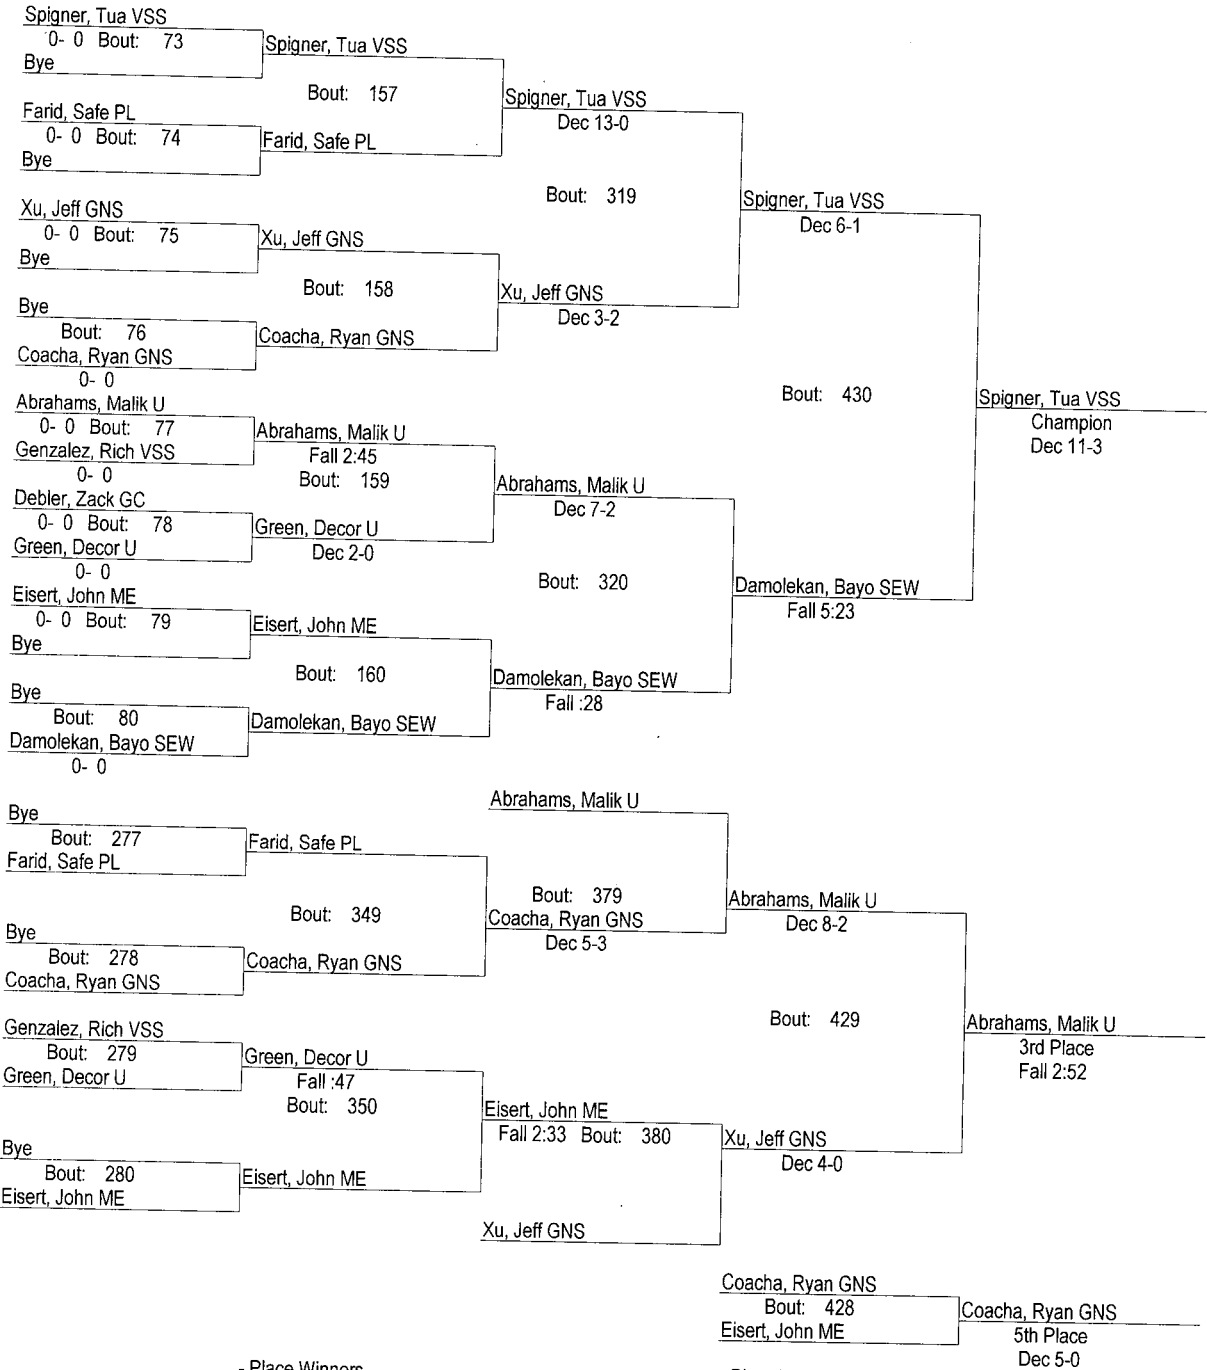 Spigner, Tua VSS
0- 0 Bout: 73
Bye
Spigner, Tua VSS
Bout: 157
Farid, Safe PL
0- 0 Bout: 74
Bye
Farid, Safe PL
Spigner, Tua VSS
Dec 13-0
Bout: 319
Xu, Jeff GNS
0- 0 Bout: 75
Bye
Xu, Jeff GNS
Bout: 158
Bye
Bout: 76
Coacha, Ryan GNS
0- 0
Coacha, Ryan GNS
Xu, Jeff GNS
Dec 3-2
Spigner, Tua VSS
Dec 6-1
Bout: 430
Spigner, Tua VSS
Champion
Dec 11-3
Abrahams, Malik U
0- 0 Bout: 77
Genzalez, Rich VSS
0- 0
Abrahams, Malik U
Fall 2:45
Bout: 159
Debler, Zack GC
0- 0 Bout: 78
Green, Decor U
0- 0
Green, Decor U
Dec 2-0
Abrahams, Malik U
Dec 7-2
Bout: 320
Eisert, John ME
0- 0 Bout: 79
Bye
Eisert, John ME
Bout: 160
Bye
Bout: 80
Damolekan, Bayo SEW
0- 0
Damolekan, Bayo SEW
Damolekan, Bayo SEW
Fall :28
Damolekan, Bayo SEW
Fall 5:23
Abrahams, Malik U
Bye
Bout: 277
Farid, Safe PL
Farid, Safe PL
Bout: 349
Bye
Bout: 278
Coacha, Ryan GNS
Coacha, Ryan GNS
Bout: 379
Coacha, Ryan GNS
Dec 5-3
Abrahams, Malik U
Dec 8-2
Bout: 429
Abrahams, Malik U
3rd Place
Fall 2:52
Genzalez, Rich VSS
Bout: 279
Green, Decor U
Green, Decor U
Fall :47
Bout: 350
Bye
Bout: 280
Eisert, John ME
Eisert, John ME
Eisert, John ME
Fall 2:33 Bout: 380
Xu, Jeff GNS
Xu, Jeff GNS
Dec 4-0
Coacha, Ryan GNS
Bout: 428
Eisert, John ME
Coacha, Ryan GNS
5th Place
Dec 5-0
- Place Winners